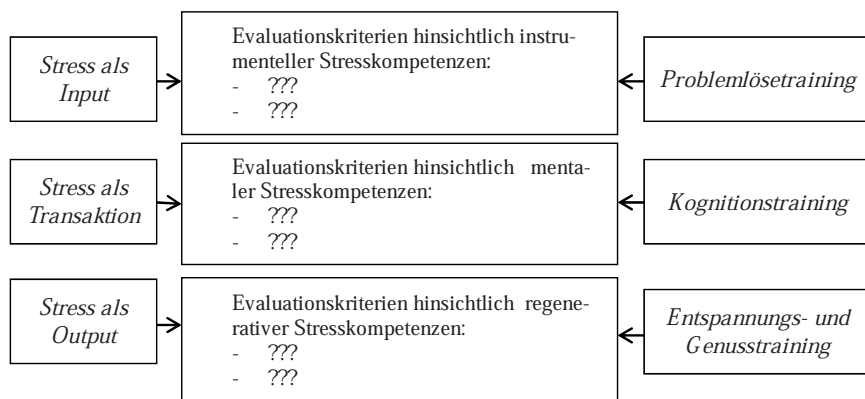 Stress als
Input
Evaluationskriterien hinsichtlich instru-
menteller Stresskompetenzen:
- ???
- ???
Problemlösetraining
Stress als
Transaktion
Evaluationskriterien hinsichtlich menta-
ler Stresskompetenzen:
- ???
- ???
Kognitionstraining
Stress als
Output
Evaluationskriterien hinsichtlich regene-
rativer Stresskompetenzen:
- ???
- ???
Entspannungs- und
Genusstraining